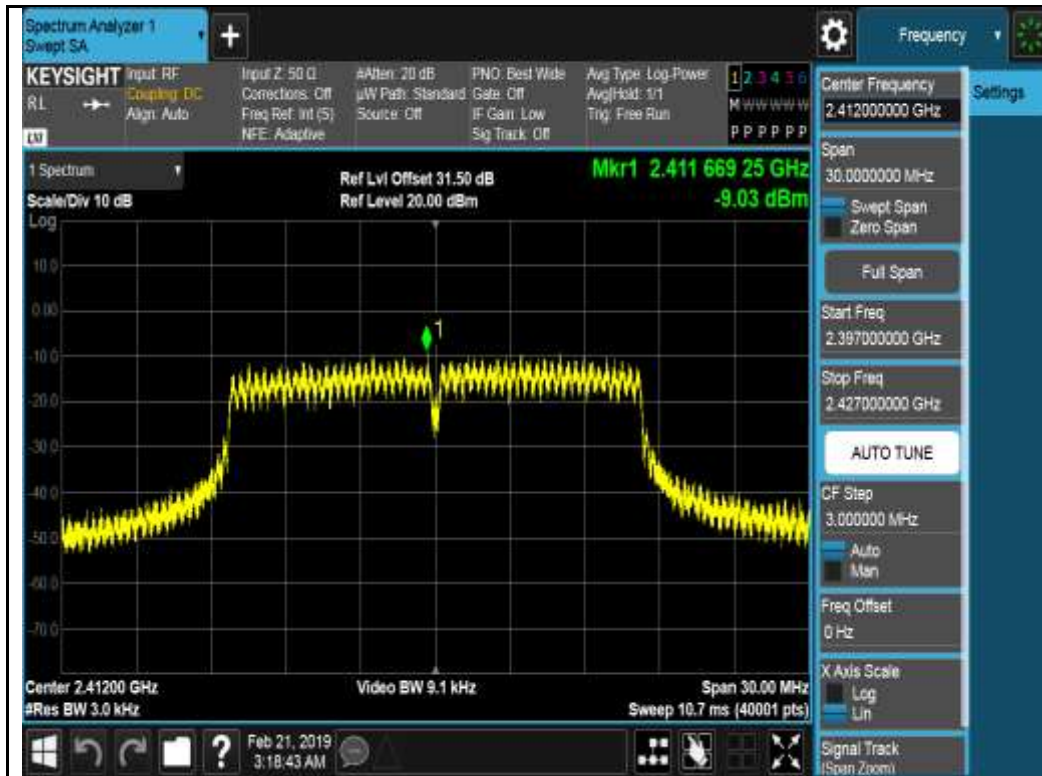 Spectrum Analyzer 1
Swept SA
+
Frequency
KEYSIGHT
RL
LXI
Input: RF
Coupling: DC
Align: Auto
Input Z: 50 Ω
Corrections: Off
Freq Ref: Int (S)
NFE: Adaptive
#Atten: 20 dB
µW Path: Standard
Source: Off
PNO: Best Wide
Gate: Off
IF Gain: Low
Sig Track: Off
Avg Type: Log-Power
Avg|Hold: 1/1
Trig: Free Run
1 2 3 4 5 6
M W W W W W
P P P P P P
1 Spectrum
Scale/Div 10 dB
Log
Ref Lvl Offset 31.50 dB
Ref Level 20.00 dBm
Mkr1 2.411 669 25 GHz
-9.03 dBm
10.0
0.00
-10.0
-20.0
-30.0
-40.0
-50.0
-60.0
-70.0
1
Center 2.41200 GHz
#Res BW 3.0 kHz
Video BW 9.1 kHz
Span 30.00 MHz
Sweep 10.7 ms (40001 pts)
?
Feb 21, 2019
3:18:43 AM
Center Frequency
2.412000000 GHz
Settings
Span
30.0000000 MHz
Swept Span
Zero Span
Full Span
Start Freq
2.397000000 GHz
Stop Freq
2.427000000 GHz
AUTO TUNE
CF Step
3.000000 MHz
Auto
Man
Freq Offset
0 Hz
X Axis Scale
Log
Lin
Signal Track
(Span Zoom)